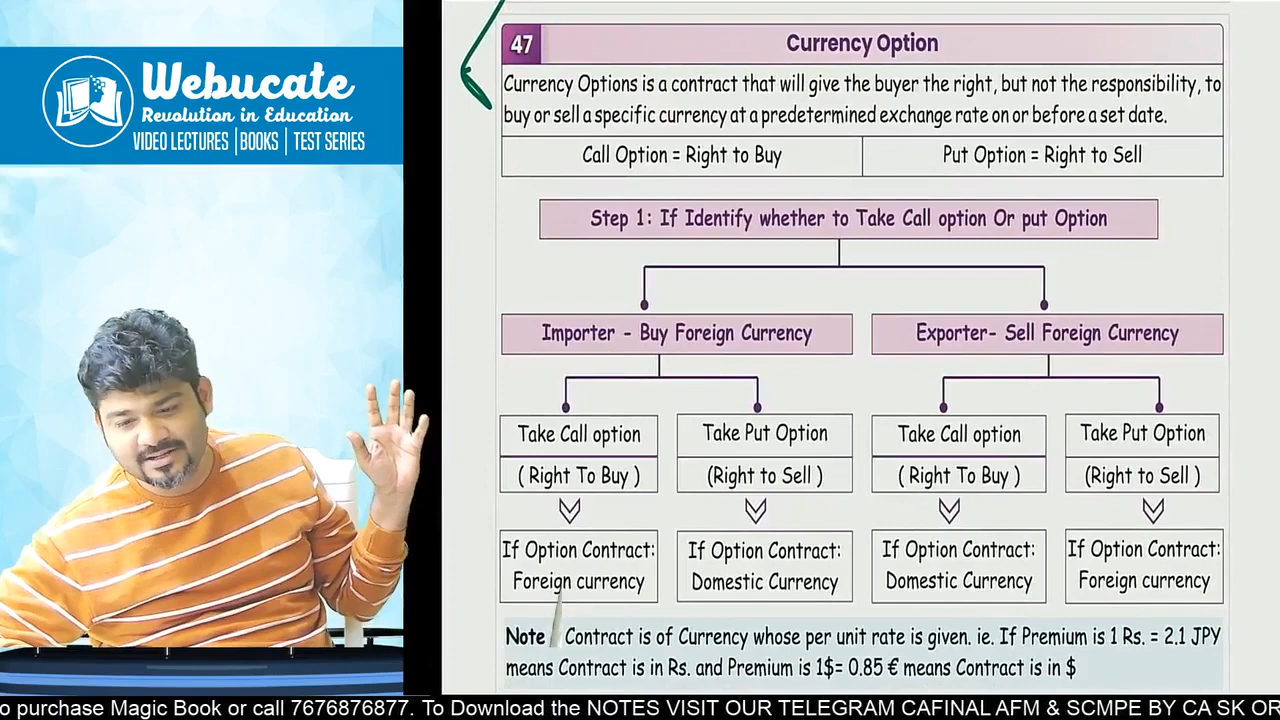 Webucate
Revolution in Education
VIDEO LECTURES | BOOKS | TEST SERIES
47
Currency Option
Currency Options is a contract that will give the buyer the right, but not the responsibility, to
buy or sell a specific currency at a predetermined exchange rate on or before a set date.
Call Option = Right to Buy
Put Option = Right to Sell
Step 1: If Identify whether to Take Call option Or put Option
Importer - Buy Foreign Currency
Exporter- Sell Foreign Currency
Take Call option
( Right To Buy )
If Option Contract:
Foreign currency
Take Put Option
(Right to Sell )
If Option Contract:
Domestic Currency
Take Call option
( Right To Buy )
If Option Contract:
Domestic Currency
Take Put Option
(Right to Sell )
If Option Contract:
Foreign currency
Note Contract is of Currency whose per unit rate is given. ie. If Premium is 1 Rs. = 2.1 JPY
means Contract is in Rs. and Premium is 1$= 0.85 € means Contract is in $
o purchase Magic Book or call 7676876877. To Download the NOTES VISIT OUR TELEGRAM CAFINAL AFM & SCMPE BY CA SK OR